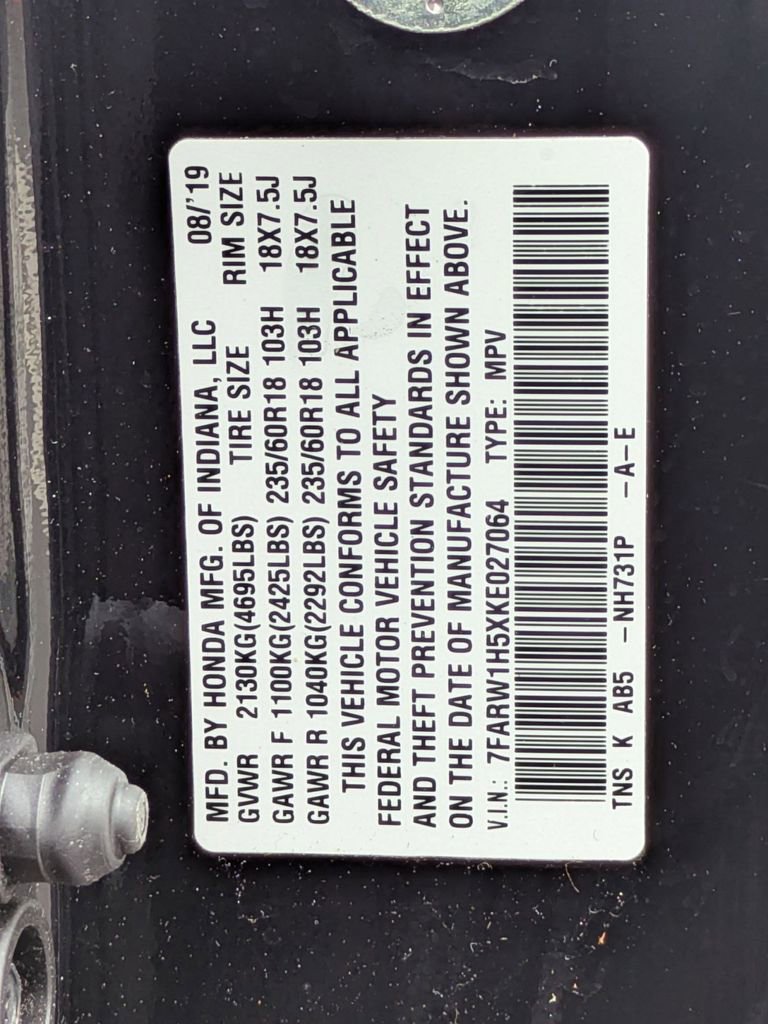 MFD. BY HONDA MFG. OF INDIANA, LLC 08/'19
GVWR 2130KG(4695LBS) TIRE SIZE RIM SIZE
GAWR F 1100KG(2425LBS) 235/60R18 103H 18X7.5J
GAWR R 1040KG(2292LBS) 235/60R18 103H 18X7.5J
THIS VEHICLE CONFORMS TO ALL APPLICABLE
FEDERAL MOTOR VEHICLE SAFETY
AND THEFT PREVENTION STANDARDS IN EFFECT
ON THE DATE OF MANUFACTURE SHOWN ABOVE.
V.I.N.: 7FARW1H5XKE027064 TYPE: MPV
TNS K AB5 -NH731P -A-E